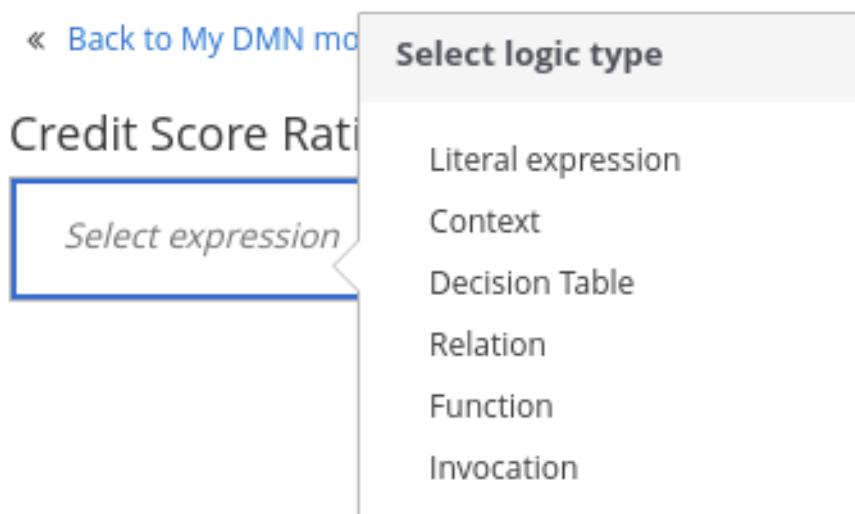 « Back to My DMN mo
Select logic type
Credit Score Rati
Select expression
Literal expression
Context
Decision Table
Relation
Function
Invocation